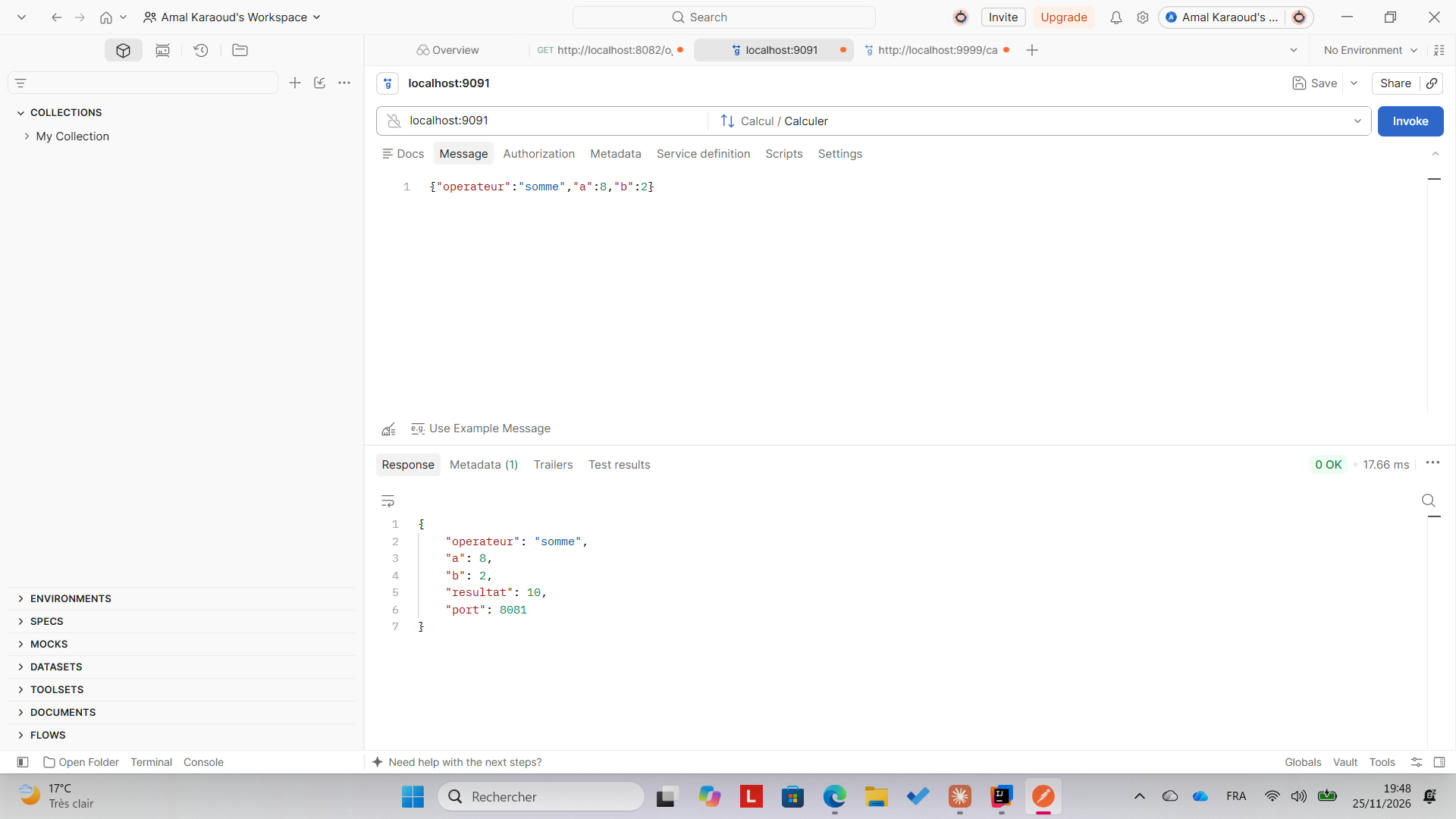 Amal Karaoud's Workspace
Search
Invite
Upgrade
Amal Karaoud's ...
Overview
GET http://localhost:8082/o
localhost:9091
http://localhost:9999/ca
No Environment
localhost:9091
Save
Share
COLLECTIONS
My Collection
localhost:9091
Calcul / Calculer
Invoke
Docs
Message
Authorization
Metadata
Service definition
Scripts
Settings
1 {"operateur":"somme","a":8,"b":2}
e.g. Use Example Message
Response
Metadata (1)
Trailers
Test results
0 OK
17.66 ms
1 {
2 "operateur": "somme",
3 "a": 8,
4 "b": 2,
5 "resultat": 10,
6 "port": 8081
7 }
ENVIRONMENTS
SPECS
MOCKS
DATASETS
TOOLSETS
DOCUMENTS
FLOWS
Open Folder
Terminal
Console
Need help with the next steps?
Globals
Vault
Tools
17°C
Très clair
Rechercher
L
IJ
FRA
19:48
25/11/2026